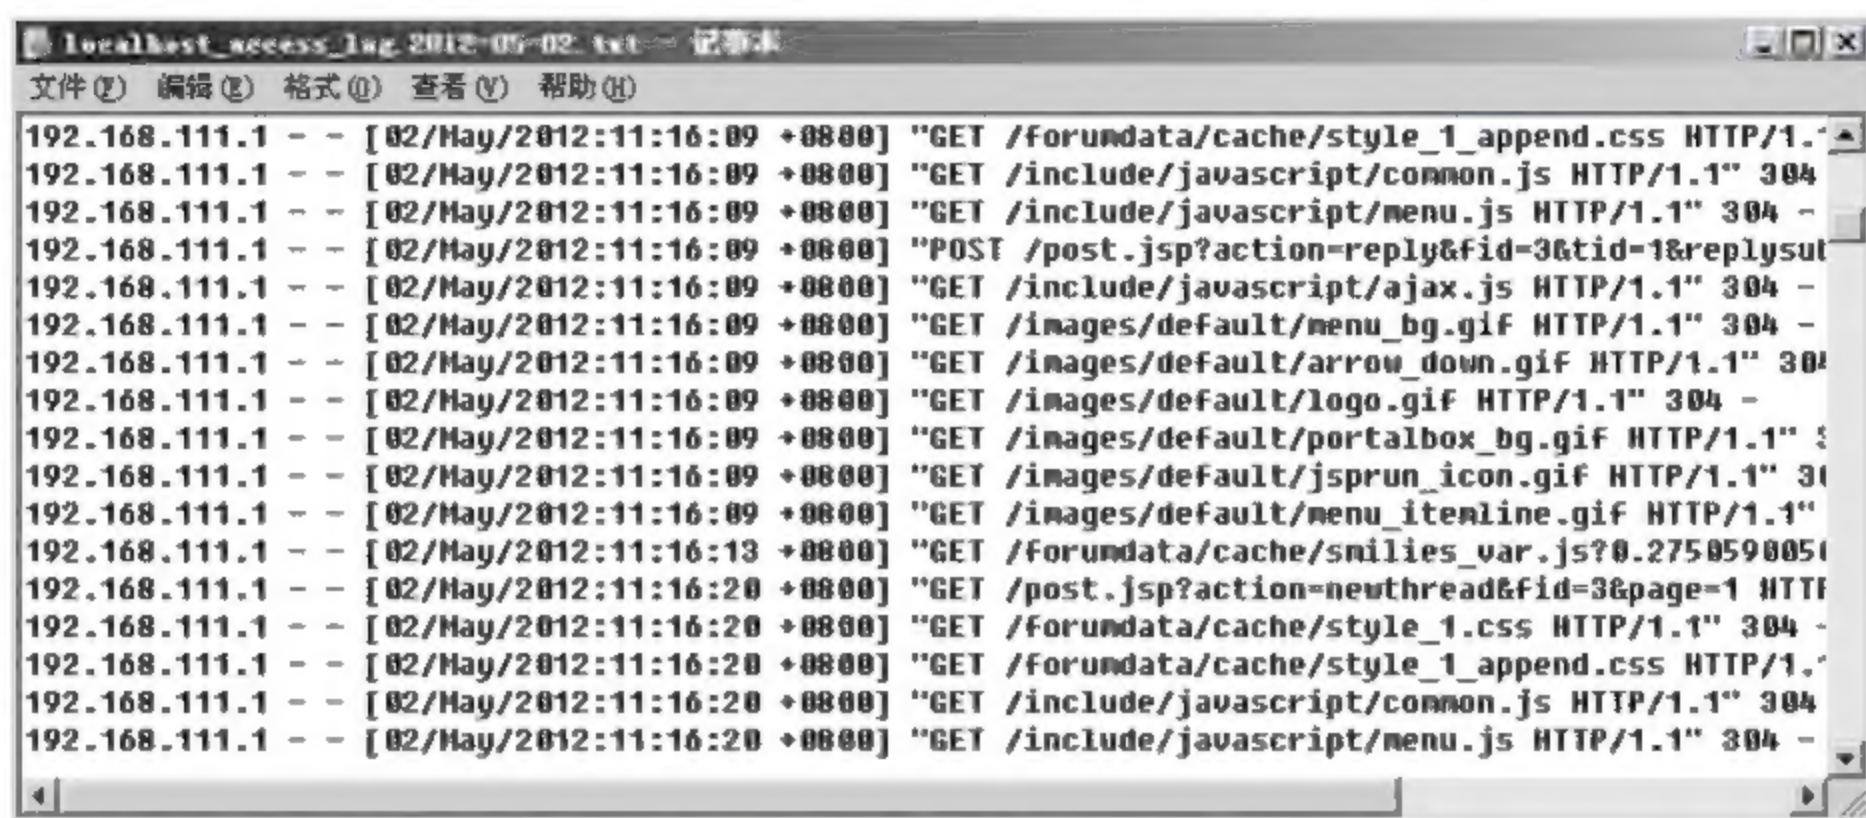 localhost_access_log.2012-05-02.txt - 记事本
文件(F) 编辑(E) 格式(O) 查看(V) 帮助(H)
192.168.111.1 - - [02/May/2012:11:16:09 +0800] "GET /forumdata/cache/style_1_append.css HTTP/1.1
192.168.111.1 - - [02/May/2012:11:16:09 +0800] "GET /include/javascript/common.js HTTP/1.1" 304
192.168.111.1 - - [02/May/2012:11:16:09 +0800] "GET /include/javascript/menu.js HTTP/1.1" 304 -
192.168.111.1 - - [02/May/2012:11:16:09 +0800] "POST /post.jsp?action=reply&fid=3&tid=1&replysub
192.168.111.1 - - [02/May/2012:11:16:09 +0800] "GET /include/javascript/ajax.js HTTP/1.1" 304 -
192.168.111.1 - - [02/May/2012:11:16:09 +0800] "GET /images/default/menu_bg.gif HTTP/1.1" 304 -
192.168.111.1 - - [02/May/2012:11:16:09 +0800] "GET /images/default/arrow_down.gif HTTP/1.1" 304
192.168.111.1 - - [02/May/2012:11:16:09 +0800] "GET /images/default/logo.gif HTTP/1.1" 304 -
192.168.111.1 - - [02/May/2012:11:16:09 +0800] "GET /images/default/portalbox_bg.gif HTTP/1.1" 3
192.168.111.1 - - [02/May/2012:11:16:09 +0800] "GET /images/default/jsprun_icon.gif HTTP/1.1" 30
192.168.111.1 - - [02/May/2012:11:16:09 +0800] "GET /images/default/menu_itemline.gif HTTP/1.1"
192.168.111.1 - - [02/May/2012:11:16:13 +0800] "GET /forumdata/cache/smilies_var.js?0.2750590050
192.168.111.1 - - [02/May/2012:11:16:20 +0800] "GET /post.jsp?action=newthread&fid=3&page=1 HTTP
192.168.111.1 - - [02/May/2012:11:16:20 +0800] "GET /forumdata/cache/style_1.css HTTP/1.1" 304 -
192.168.111.1 - - [02/May/2012:11:16:20 +0800] "GET /forumdata/cache/style_1_append.css HTTP/1.1
192.168.111.1 - - [02/May/2012:11:16:20 +0800] "GET /include/javascript/common.js HTTP/1.1" 304
192.168.111.1 - - [02/May/2012:11:16:20 +0800] "GET /include/javascript/menu.js HTTP/1.1" 304 -